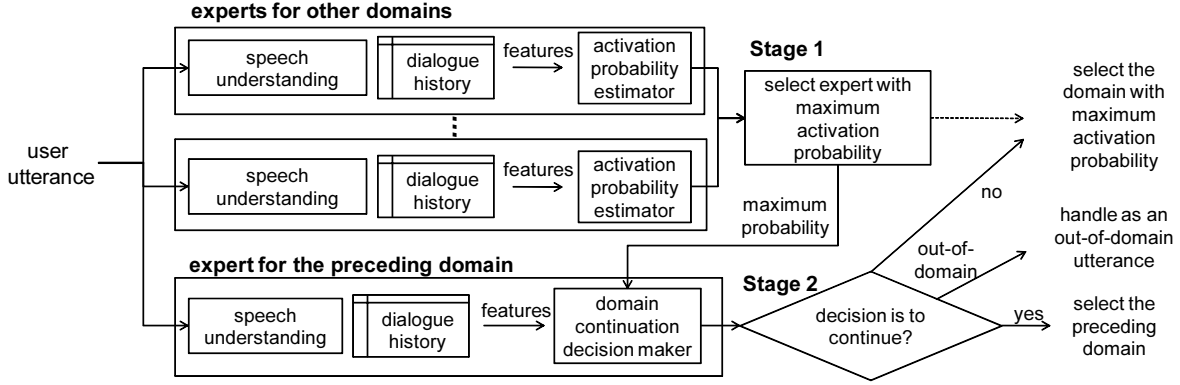 experts for other domains
speech
understanding
dialogue
history
features
activation
probability
estimator
Stage 1
select expert with
maximum
activation
probability
select the
domain with
maximum
activation
probability
user
utterance
speech
understanding
dialogue
history
features
activation
probability
estimator
maximum
probability
no
out-of-
domain
handle as an
out-of-domain
utterance
expert for the preceding domain
speech
understanding
dialogue
history
features
domain
continuation
decision maker
Stage 2
decision is to
continue?
yes
select the
preceding
domain